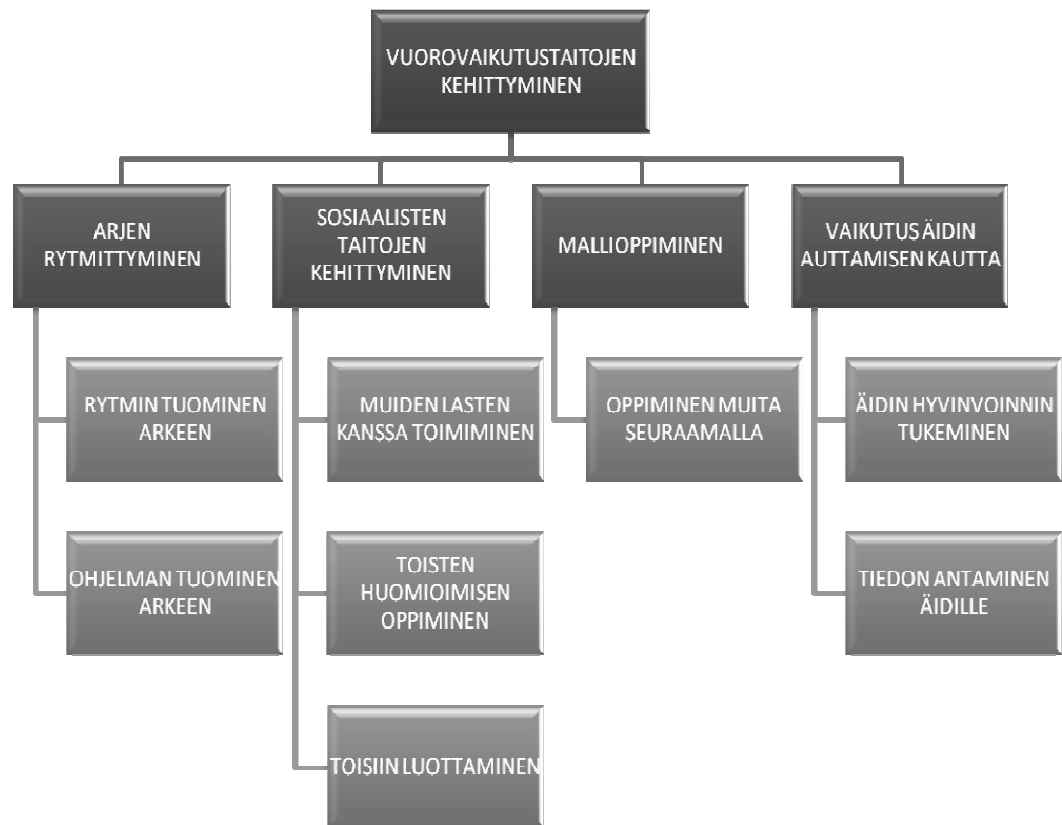 VUOROVAIKUTUSTAITOJEN
KEHITTYMINEN
ARJEN
RYTMITTYMINEN
RYTMIN TUOMINEN
ARKEEN
OHJELMAN TUOMINEN
ARKEEN
SOSIAALISTEN
TAITOJEN
KEHITTYMINEN
MUIDEN LASTEN
KANSSA TOIMIMINEN
TOISTEN
HUOMIOIMISEN
OPPIMINEN
TOISIIN LUOTTAMINEN
MALLIOPPIMINEN
OPPIMINEN MUITA
SEURAAMALLA
VAIKUTUS ÄIDIN
AUTTAMISEN KAUTTA
ÄIDIN HYVINVOINNIN
TUKEMINEN
TIEDON ANTAMINEN
ÄIDILLE